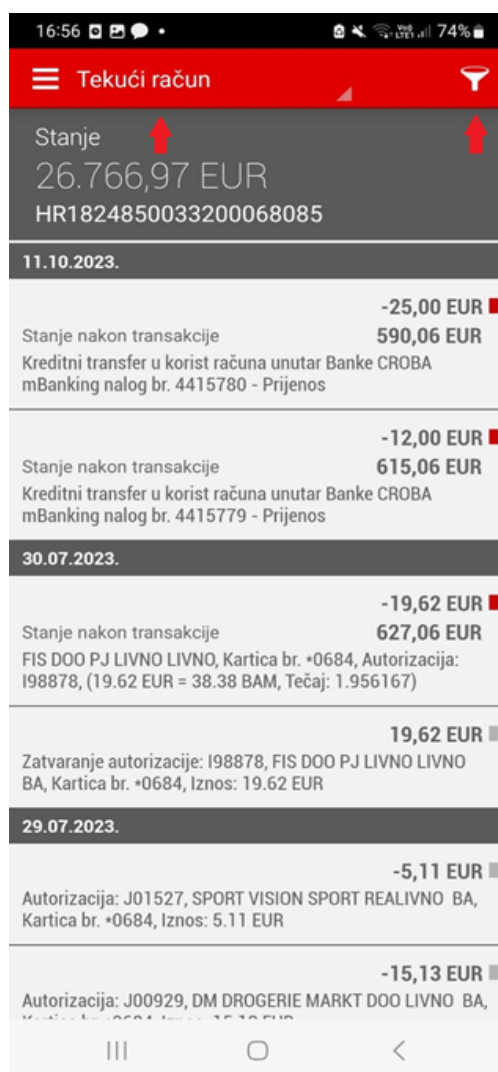 16:56 74%
Tekući račun
Stanje
26.766,97 EUR
HR1824850033200068085
11.10.2023.
-25,00 EUR
Stanje nakon transakcije 590,06 EUR
Kreditni transfer u korist računa unutar Banke CROBA
mBanking nalog br. 4415780 - Prijenos
-12,00 EUR
Stanje nakon transakcije 615,06 EUR
Kreditni transfer u korist računa unutar Banke CROBA
mBanking nalog br. 4415779 - Prijenos
30.07.2023.
-19,62 EUR
Stanje nakon transakcije 627,06 EUR
FIS DOO PJ LIVNO LIVNO, Kartica br. *0684, Autorizacija:
I98878, (19.62 EUR = 38.38 BAM, Tečaj: 1.956167)
19,62 EUR
Zatvaranje autorizacije: I98878, FIS DOO PJ LIVNO LIVNO
BA, Kartica br. *0684, Iznos: 19.62 EUR
29.07.2023.
-5,11 EUR
Autorizacija: J01527, SPORT VISION SPORT REALIVNO BA,
Kartica br. *0684, Iznos: 5.11 EUR
-15,13 EUR
Autorizacija: J00929, DM DROGERIE MARKT DOO LIVNO BA,